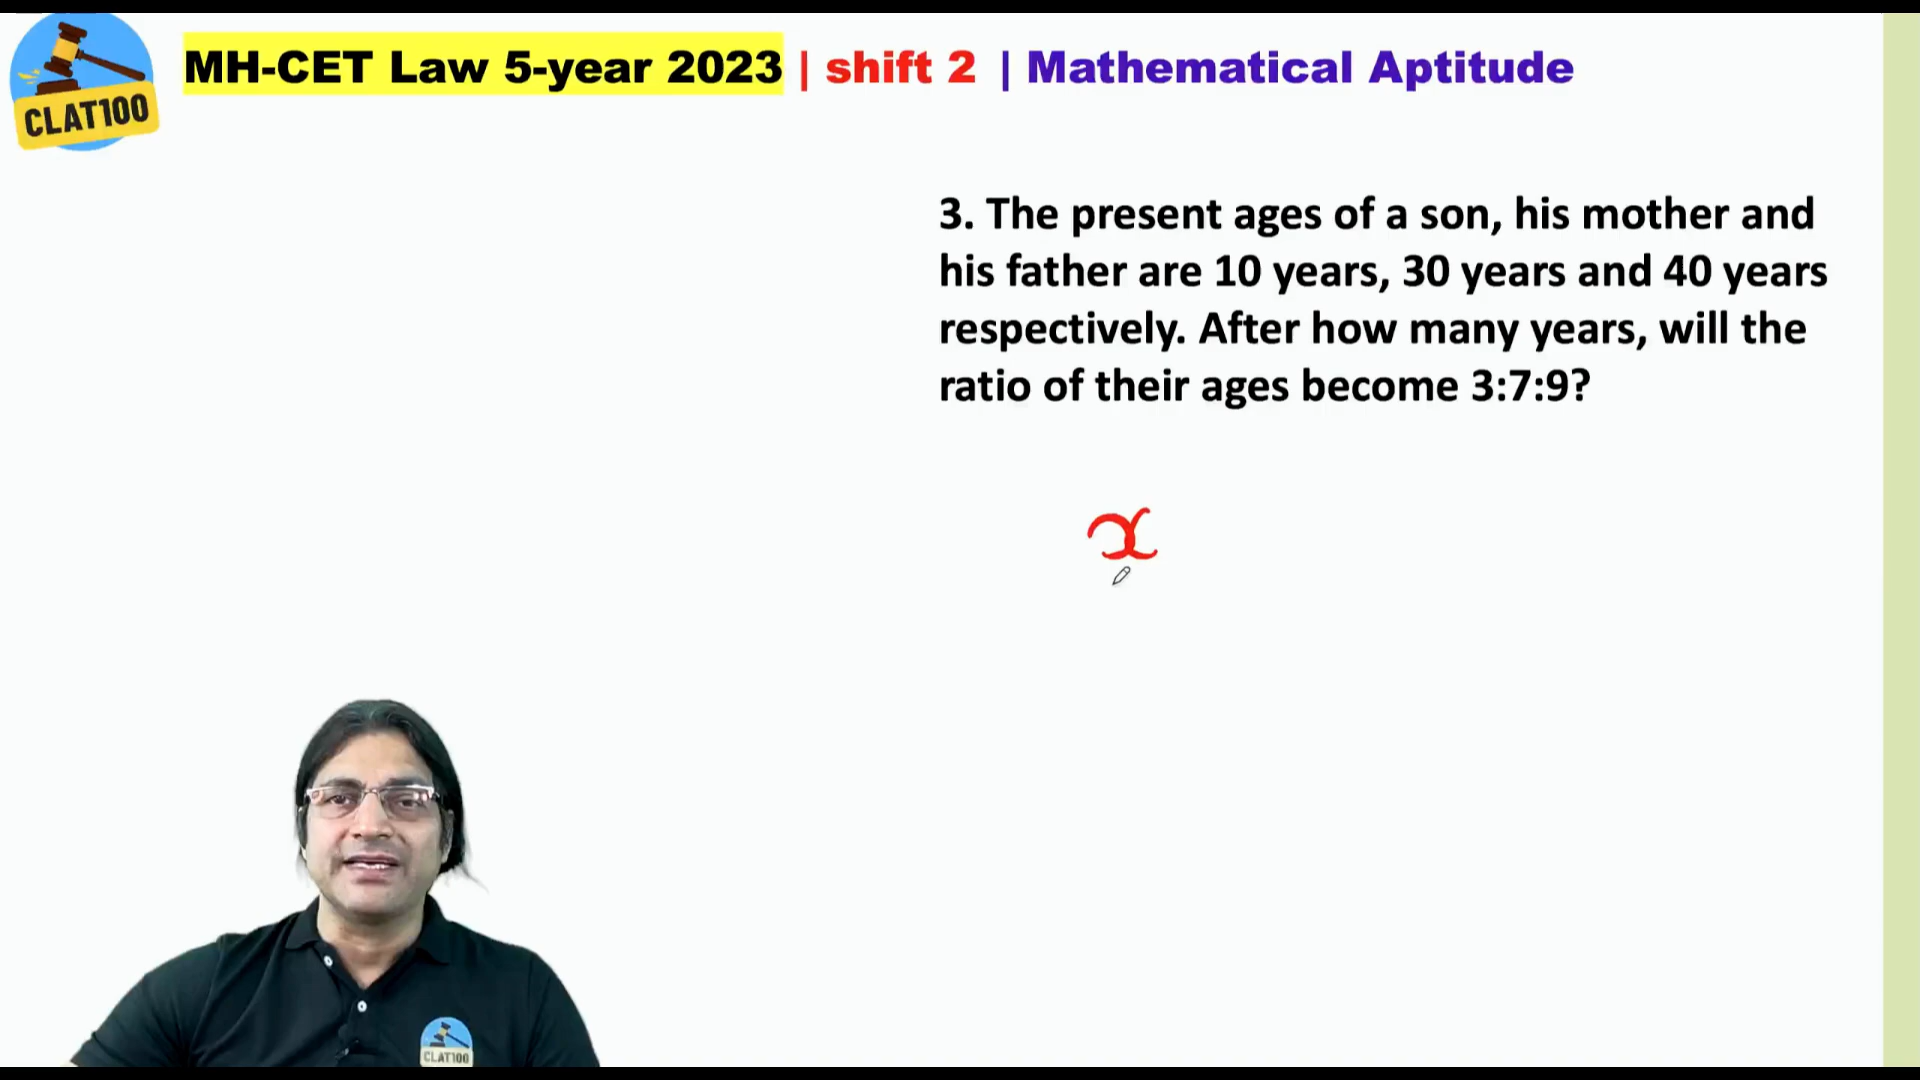 CLAT100
MH-CET Law 5-year 2023 | shift 2 | Mathematical Aptitude
3. The present ages of a son, his mother and
his father are 10 years, 30 years and 40 years
respectively. After how many years, will the
ratio of their ages become 3:7:9?
x
CLAT100